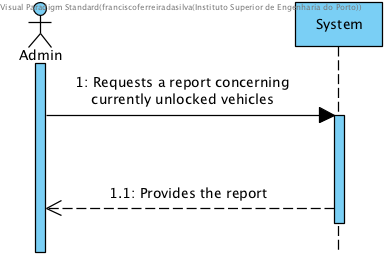 Visual Paradigm Standard(franciscoferreiradasilva(Instituto Superior de Engenharia do Porto))
System
Admin
1: Requests a report concerning
currently unlocked vehicles
1.1: Provides the report